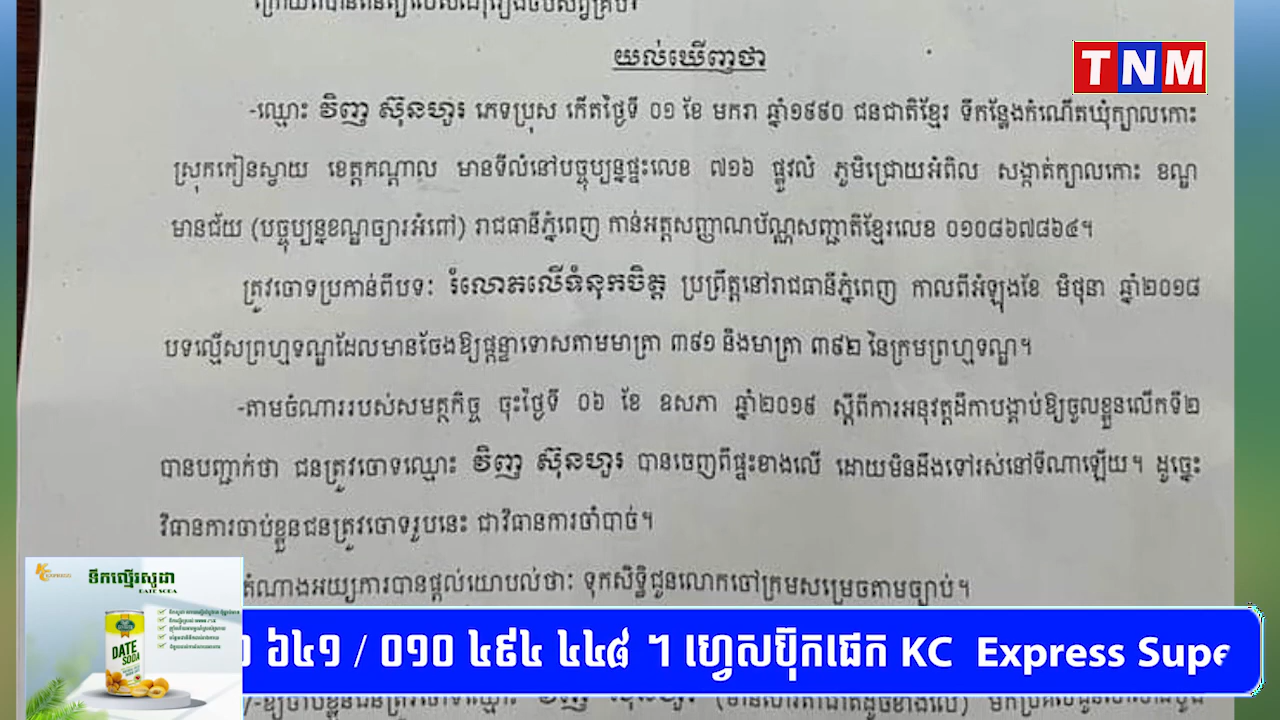 យល់ឃើញថា
TNM
-ឈ្មោះ វិញ ស៊ុនហួរ ភេទប្រុស កើតថ្ងៃទី ០១ ខែ មករា ឆ្នាំ១៩៩០ ជនជាតិខ្មែរ ទីកន្លែងកំណើតឃុំក្បាលកោះ
ស្រុកកៀនស្វាយ ខេត្តកណ្តាល មានទីលំនៅបច្ចុប្បន្នផ្ទះលេខ ៧១៦ ផ្លូវលំ ភូមិជ្រោយអំពិល សង្កាត់ក្បាលកោះ ខណ្ឌ
មានជ័យ (បច្ចុប្បន្នខណ្ឌច្បារអំពៅ) រាជធានីភ្នំពេញ កាន់អត្តសញ្ញាណប័ណ្ណសញ្ជាតិខ្មែរលេខ ០១០៨៦៧៨៦៤។
ត្រូវចោទប្រកាន់ពីបទៈ រំលោភលើទំនុកចិត្ត ប្រព្រឹត្តនៅរាជធានីភ្នំពេញ កាលពីអំឡុងខែ មិថុនា ឆ្នាំ២០១៨
បទល្មើសព្រហ្មទណ្ឌដែលមានចែងឱ្យផ្តន្ទាទោសតាមមាត្រា ៣៩១ និងមាត្រា ៣៩២ នៃក្រមព្រហ្មទណ្ឌ។
-តាមចំណាររបស់សមត្ថកិច្ច ចុះថ្ងៃទី ០៦ ខែ ឧសភា ឆ្នាំ២០១៩ ស្តីពីការអនុវត្តដីកាបង្គាប់ឱ្យចូលខ្លួនលើកទី២
បានបញ្ជាក់ថា ជនត្រូវចោទឈ្មោះ វិញ ស៊ុនហួរ បានចេញពីផ្ទះខាងលើ ដោយមិនដឹងទៅរស់នៅទីណាឡើយ។ ដូច្នេះ
វិធានការចាប់ខ្លួនជនត្រូវចោទរូបនេះ ជាវិធានការចាំបាច់។
តំណាងអយ្យការបានផ្តល់យោបល់ថាៈ ទុកសិទ្ធិជូនលោកចៅក្រមសម្រេចតាមច្បាប់។
ទឹកល្មើរសូដា
DATE SODA
DATE SODA
៦៤១ / ០១០ ៤៩៤ ៤៤៨ ។ ហ្វេសប៊ុកផេក KC Express Supe